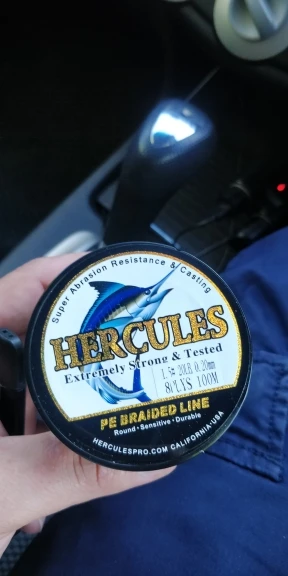 Super Abrasion Resistance & Casting
HERCULES
Extremely Strong & Tested
1.5# 20LB 0.20mm
8PLYS 100M
PE BRAIDED LINE
Round • Sensitive • Durable
HERCULESPRO.COM CALIFORNIA•USA